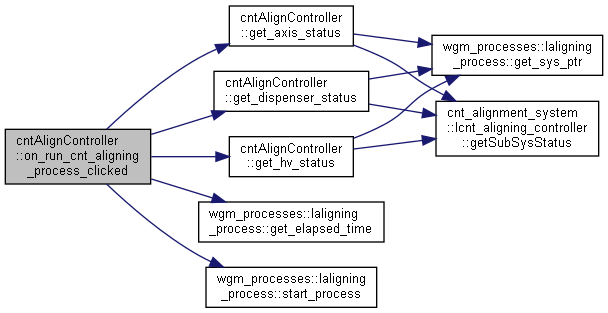 cntAlignController
::on_run_cnt_aligning
_process_clicked
cntAlignController
::get_axis_status
cntAlignController
::get_dispenser_status
cntAlignController
::get_hv_status
wgm_processes::Ialigning
_process::get_elapsed_time
wgm_processes::Ialigning
_process::start_process
wgm_processes::Ialigning
_process::get_sys_ptr
cnt_alignment_system
::Icnt_aligning_controller
::getSubSysStatus